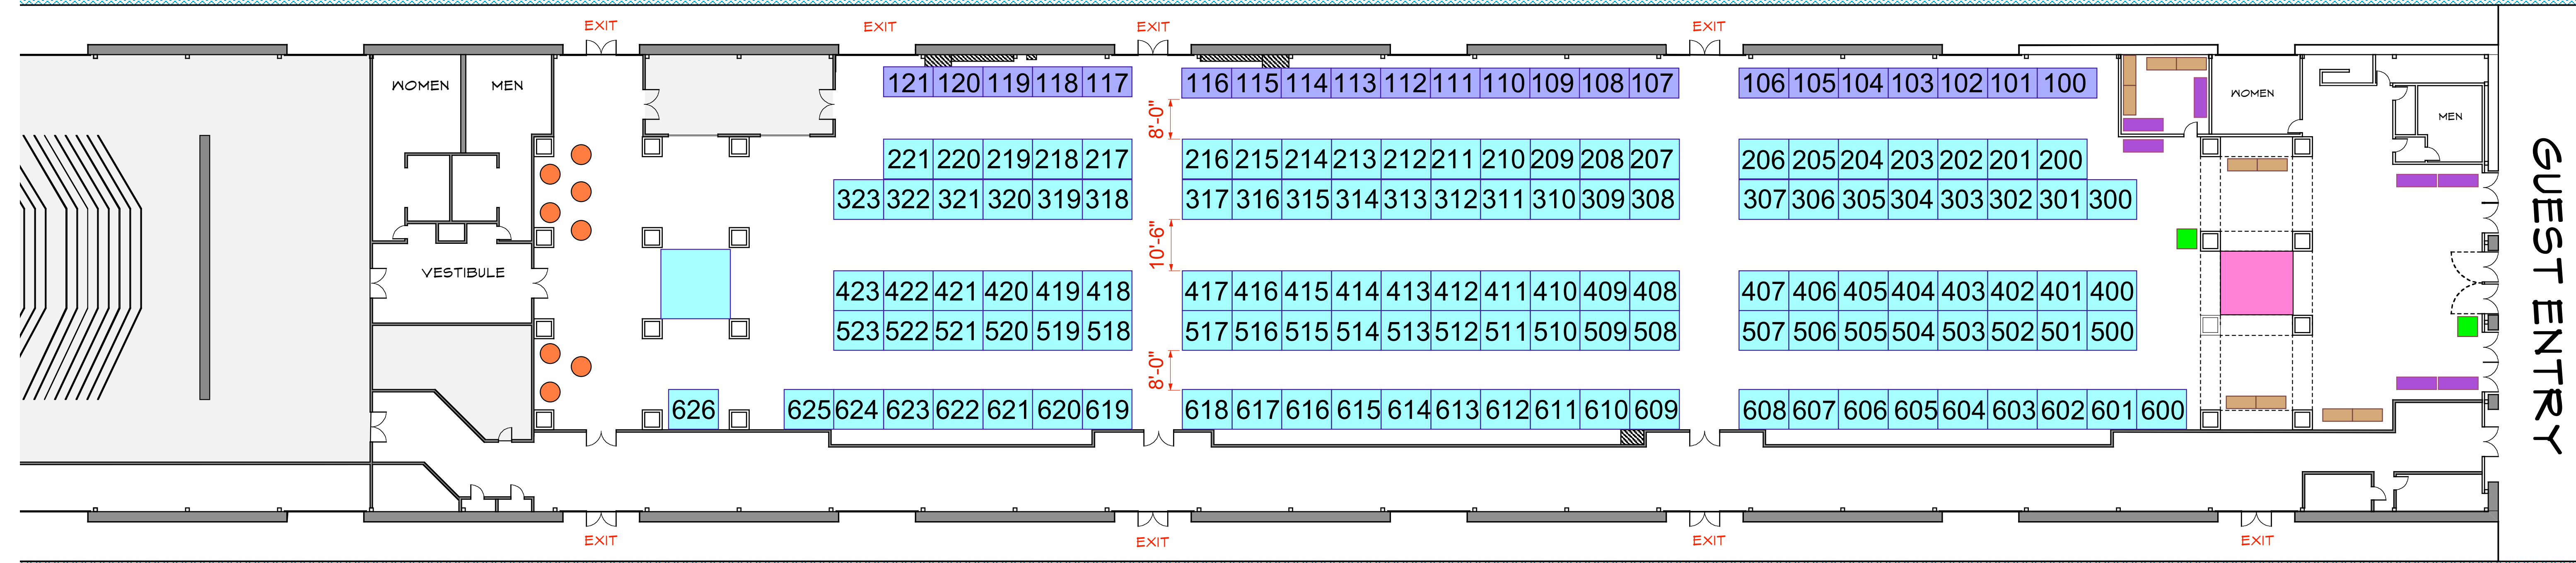 EXIT EXIT EXIT EXIT
WOMEN MEN
121 120 119 118 117 116 115 114 113 112 111 110 109 108 107 106 105 104 103 102 101 100
WOMEN
MEN
8'-0"
221 220 219 218 217 216 215 214 213 212 211 210 209 208 207 206 205 204 203 202 201 200
323 322 321 320 319 318 317 316 315 314 313 312 311 310 309 308 307 306 305 304 303 302 301 300
10'-6"
VESTIBULE
423 422 421 420 419 418 417 416 415 414 413 412 411 410 409 408 407 406 405 404 403 402 401 400
523 522 521 520 519 518 517 516 515 514 513 512 511 510 509 508 507 506 505 504 503 502 501 500
8'-0"
626 625 624 623 622 621 620 619 618 617 616 615 614 613 612 611 610 609 608 607 606 605 604 603 602 601 600
EXIT EXIT EXIT EXIT
GUEST ENTRY